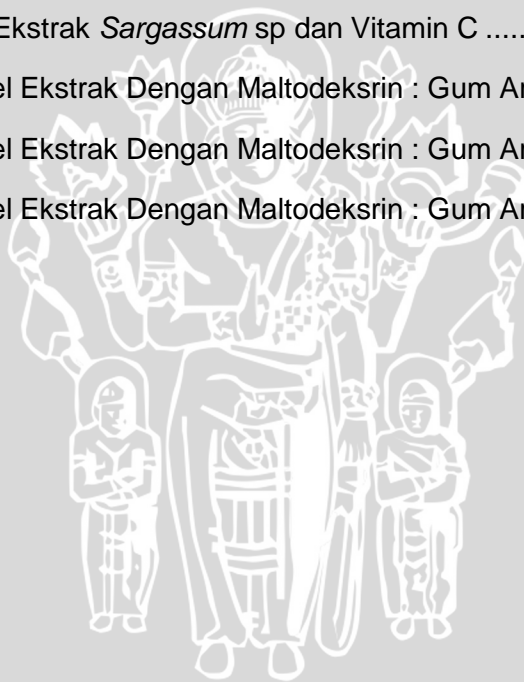 Ekstrak Sargassum sp dan Vitamin C .....
el Ekstrak Dengan Maltodeksrin : Gum Ar
el Ekstrak Dengan Maltodeksrin : Gum Ar
el Ekstrak Dengan Maltodeksrin : Gum Ar